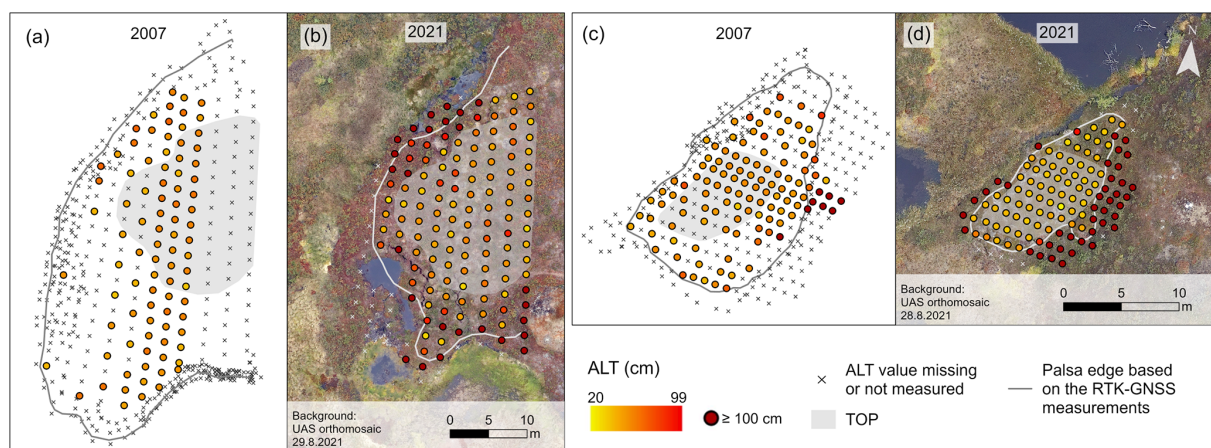 (a)
2007
(b)
2021
Background:
UAS orthomosaic
29.8.2021
0 5 10
m
(c)
2007
(d)
2021
N
Background:
UAS orthomosaic
28.8.2021
0 5 10
m
ALT (cm)
20 99
≥ 100 cm
ALT value missing
or not measured
TOP
Palsa edge based
on the RTK-GNSS
measurements